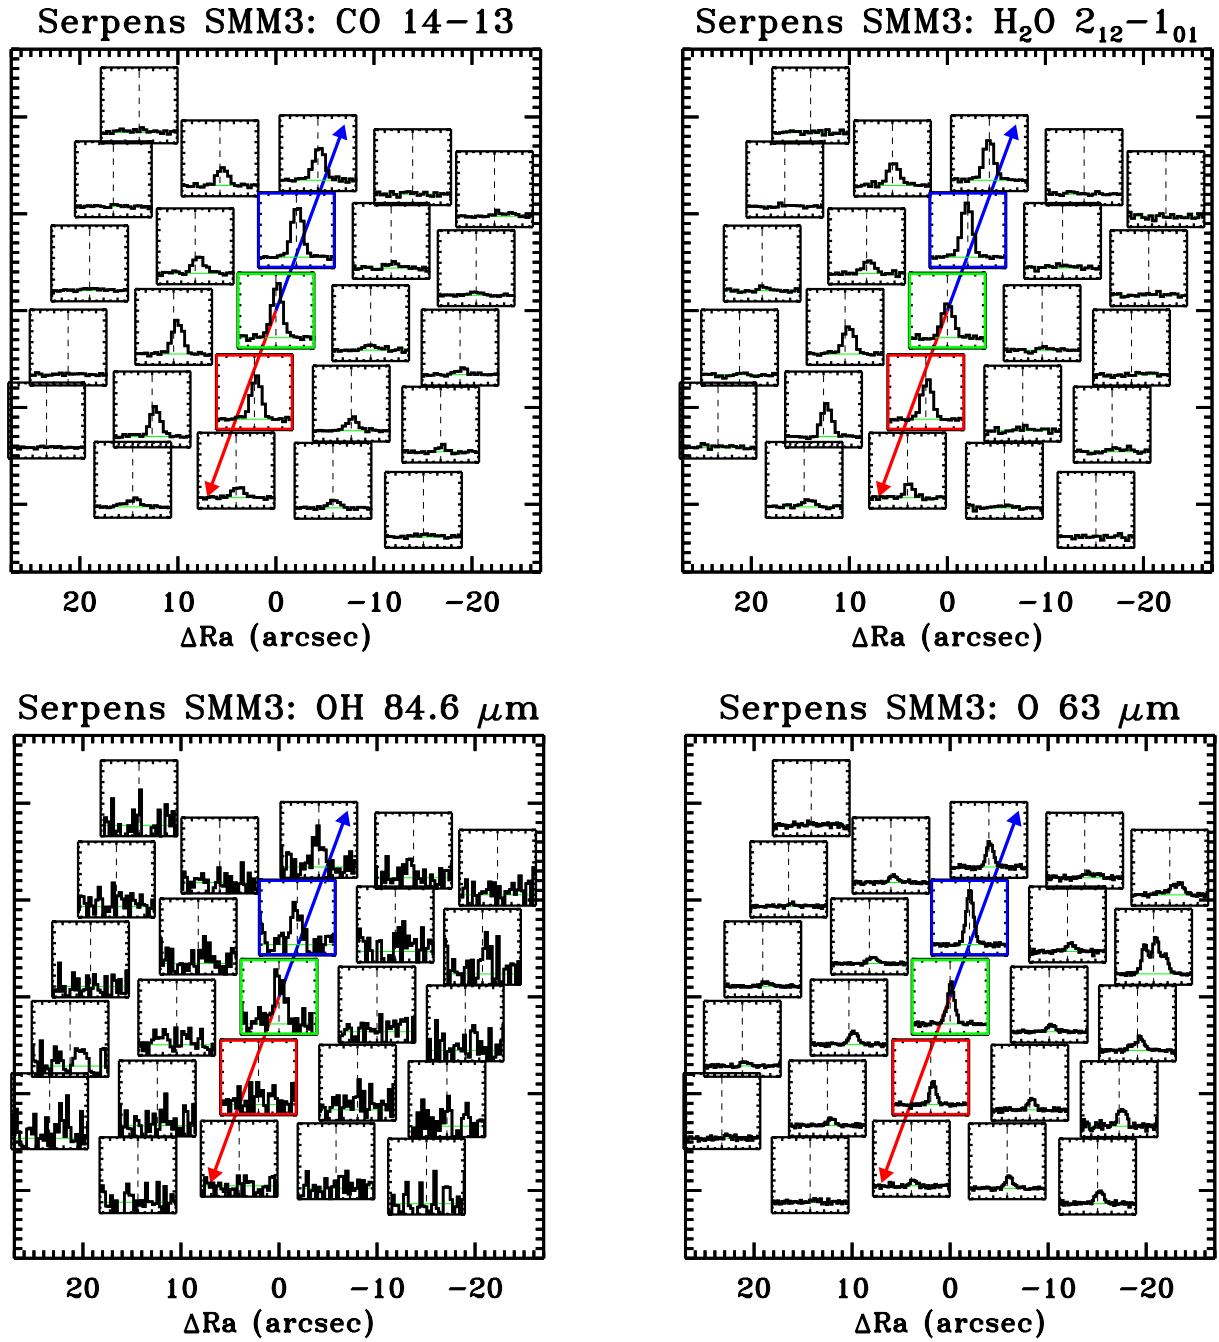 Serpens SMM3: CO 14−13
Serpens SMM3: H₂O 2₁₂−1₀₁
20 10 0 −10 −20
20 10 0 −10 −20
ΔRa (arcsec)
ΔRa (arcsec)
Serpens SMM3: OH 84.6 μm
Serpens SMM3: O 63 μm
20 10 0 −10 −20
20 10 0 −10 −20
ΔRa (arcsec)
ΔRa (arcsec)